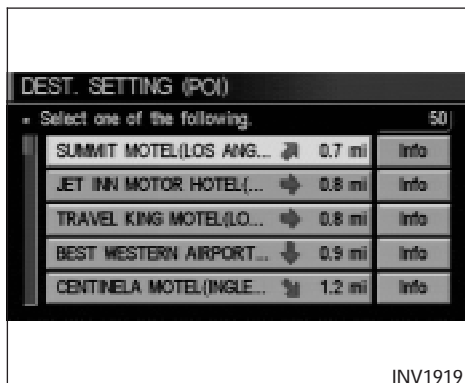 DEST. SETTING (POI)
Select one of the following. 50
SUMMIT MOTEL(LOS ANG... 0.7 mi Info
JET INN MOTOR HOTEL(... 0.8 mi Info
TRAVEL KING MOTEL(LO... 0.8 mi Info
BEST WESTERN AIRPORT... 0.9 mi Info
CENTINELA MOTEL(INGLE... 1.2 mi Info
INV1919